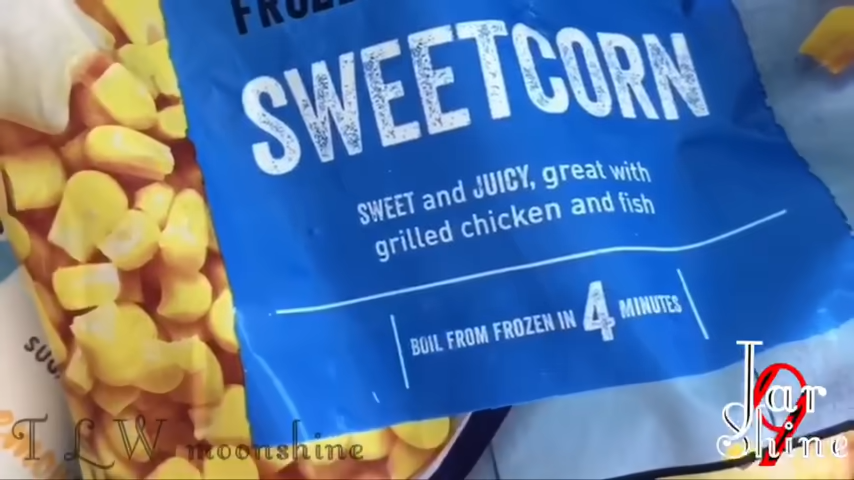 FROZEN
SWEETCORN
SWEET and JUICY, great with
grilled chicken and fish
BOIL FROM FROZEN IN 4 MINUTES
Jar
9
Shine
TLW moonshine